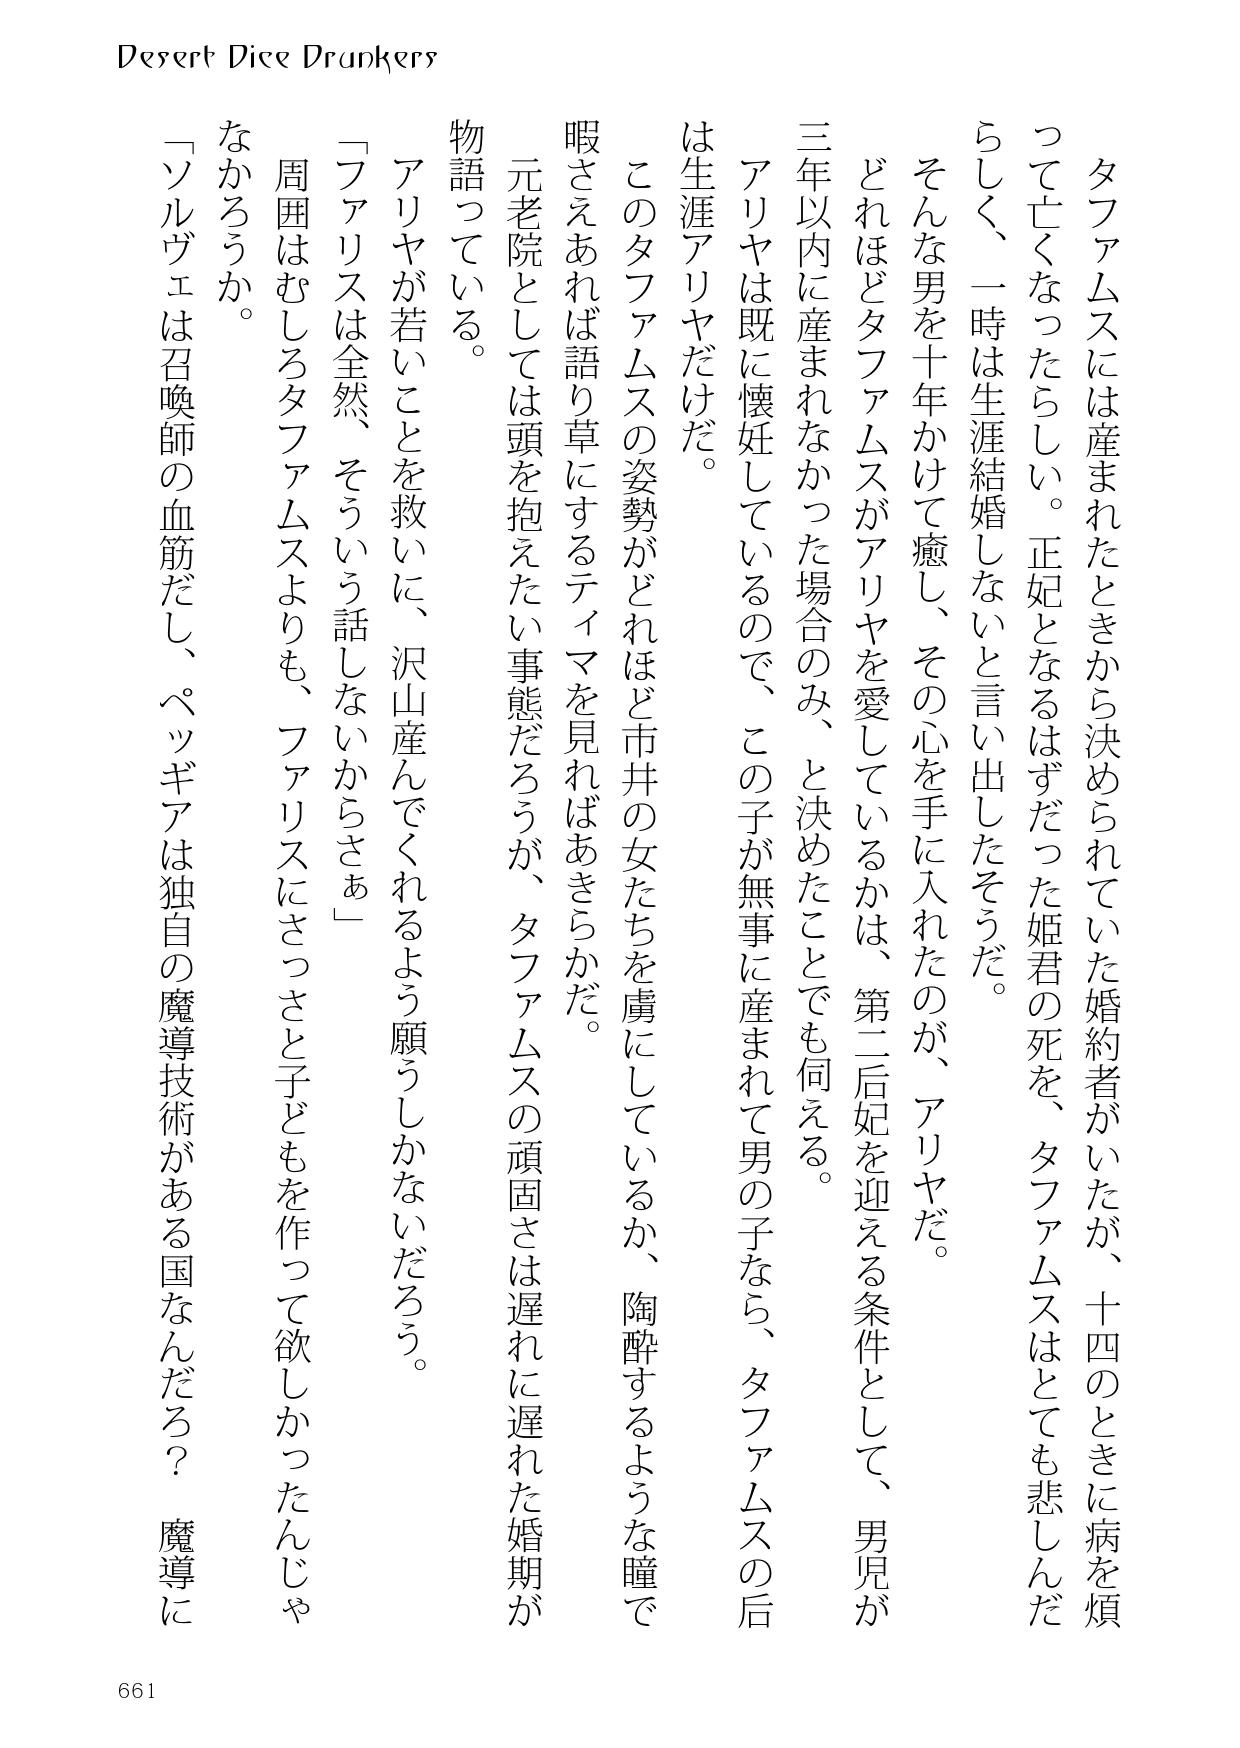 Desert Dice Drunkers
タファムスには産まれたときから決められていた婚約者がいたが、十四のときに病を煩
って亡くなったらしい。正妃となるはずだった姫君の死を、タファムスはとても悲しんだ
らしく、一時は生涯結婚しないと言い出したそうだ。
そんな男を十年かけて癒し、その心を手に入れたのが、アリヤだ。
どれほどタファムスがアリヤを愛しているかは、第二后妃を迎える条件として、男児が
三年以内に産まれなかった場合のみ、と決めたことでも伺える。
アリヤは既に懐妊しているので、この子が無事に産まれて男の子なら、タファムスの后
は生涯アリヤだけだ。
このタファムスの姿勢がどれほど市井の女たちを虜にしているか、陶酔するような瞳で
暇さえあれば語り草にするティマを見ればあきらかだ。
元老院としては頭を抱えたい事態だろうが、タファムスの頑固さは遅れに遅れた婚期が
物語っている。
アリヤが若いことを救いに、沢山産んでくれるよう願うしかないだろう。
「ファリスは全然、そういう話しないからさぁ」
周囲はむしろタファムスよりも、ファリスにさっさと子どもを作って欲しかったんじゃ
なかろうか。
「ソルヴェは召喚師の血筋だし、ペッギアは独自の魔導技術がある国なんだろ？　魔導に
661